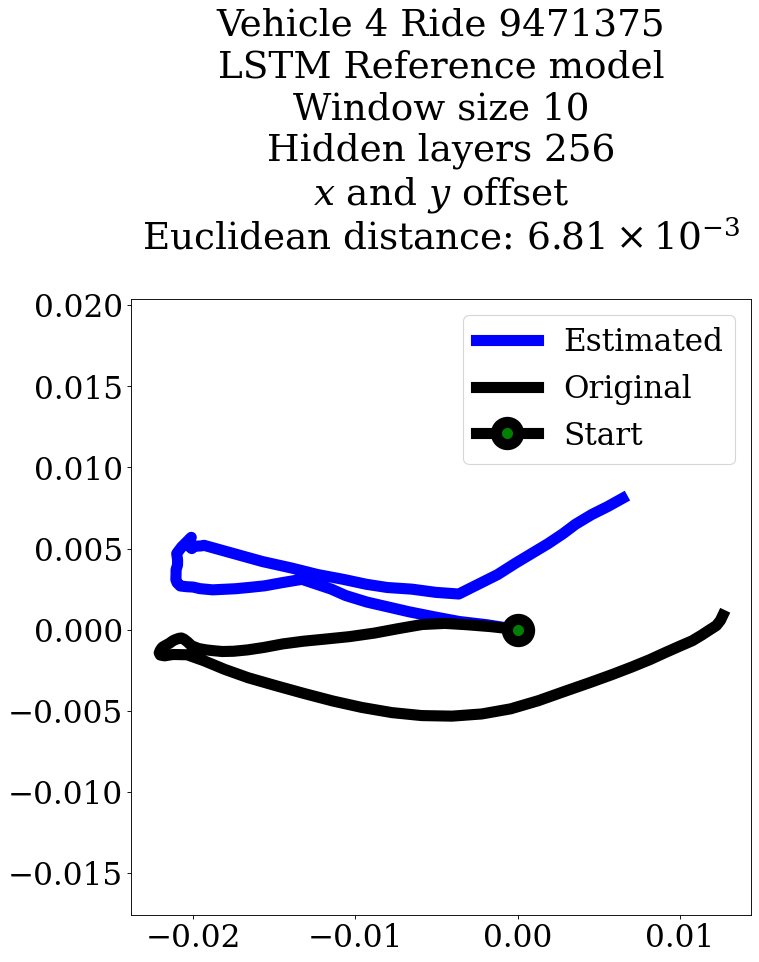 Vehicle 4 Ride 9471375
LSTM Reference model
Window size 10
Hidden layers 256
x and y offset
Euclidean distance: 6.81 × 10⁻³
Estimated
Original
Start
0.020
0.015
0.010
0.005
0.000
−0.005
−0.010
−0.015
−0.02 −0.01 0.00 0.01